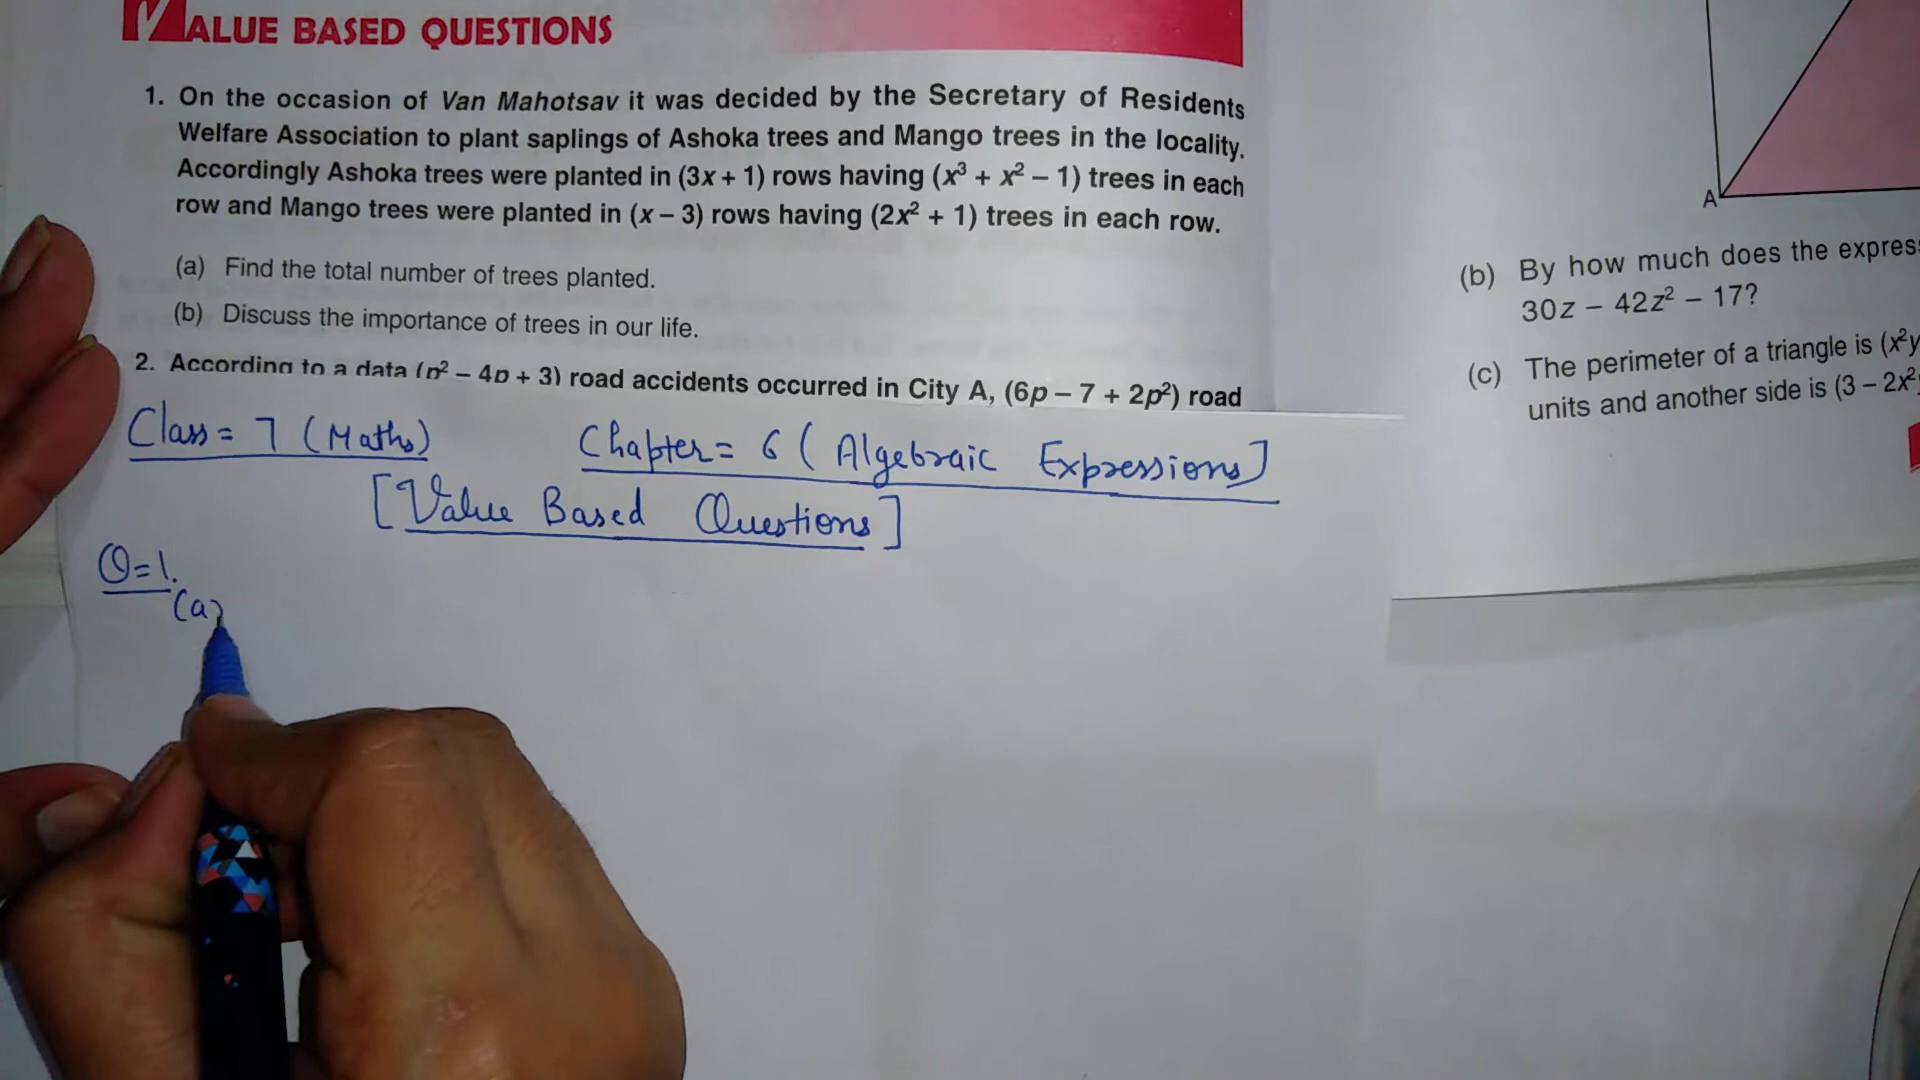 VALUE BASED QUESTIONS
1. On the occasion of Van Mahotsav it was decided by the Secretary of Residents
Welfare Association to plant saplings of Ashoka trees and Mango trees in the locality.
Accordingly Ashoka trees were planted in (3x + 1) rows having (x³ + x² – 1) trees in each
row and Mango trees were planted in (x – 3) rows having (2x² + 1) trees in each row.
(a) Find the total number of trees planted.
(b) Discuss the importance of trees in our life.
2. According to a data (p² – 4p + 3) road accidents occurred in City A, (6p – 7 + 2p²) road
Class = 7 (Maths)
Chapter = 6 ( Algebraic Expressions]
[Value Based Questions]
Q=1.
(a)
A
(b) By how much does the express
30z – 42z² – 17?
(c) The perimeter of a triangle is (x²y
units and another side is (3 – 2x²